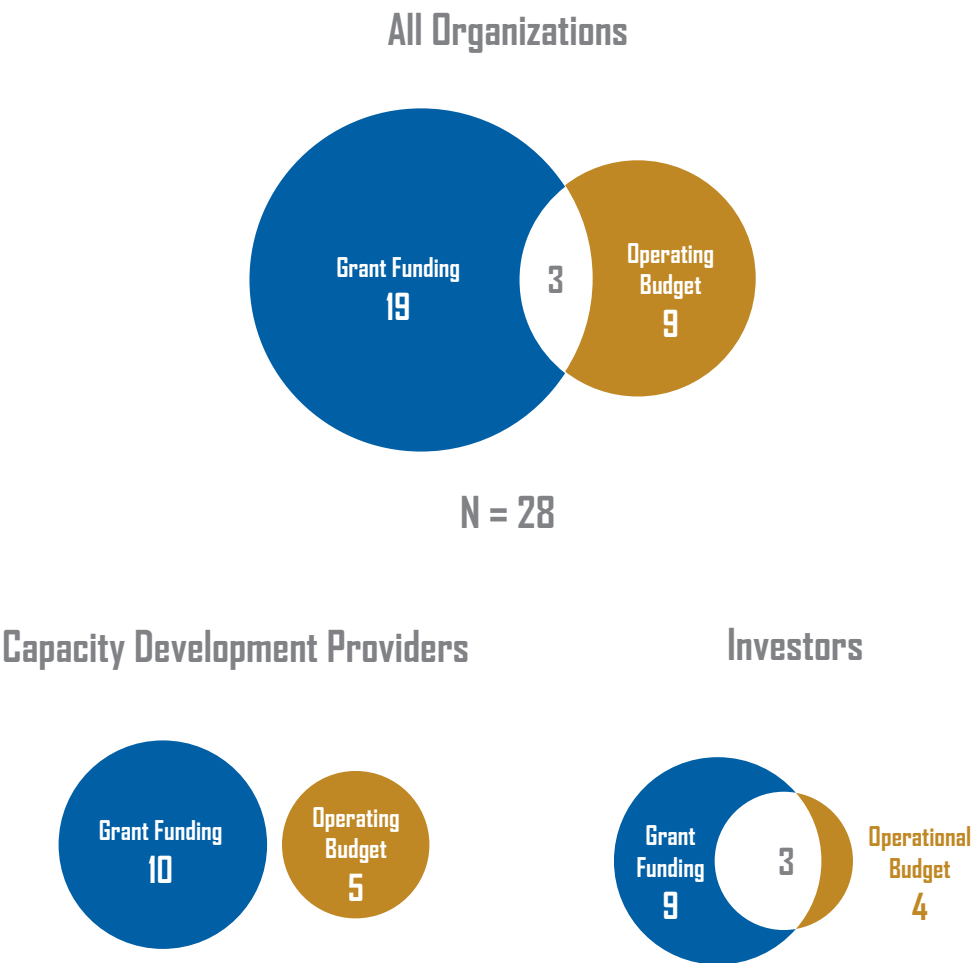 All Organizations
Grant Funding
19
3
Operating
Budget
9
N = 28
Capacity Development Providers
Grant Funding
10
Operating
Budget
5
Investors
Grant
Funding
9
3
Operational
Budget
4